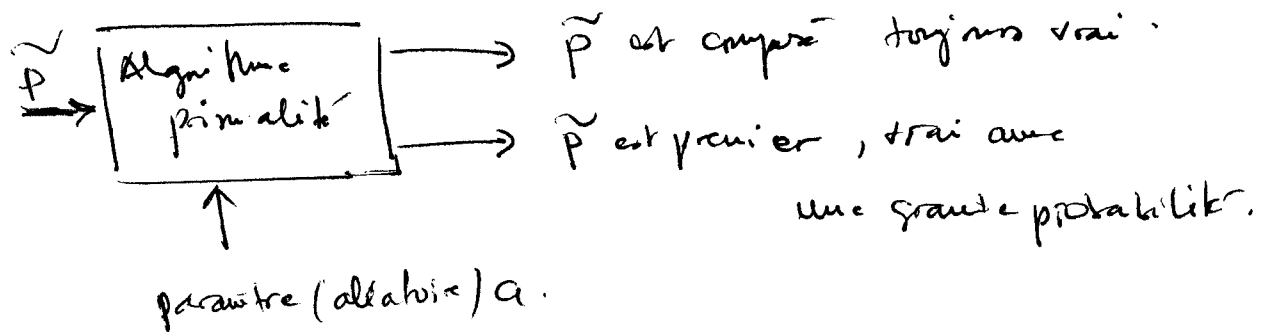 p̃
Algorithme
primalité
p̃ est composé toujours vrai.
p̃ est premier, vrai avec
une grande probabilité.
paramètre (aléatoire) a.